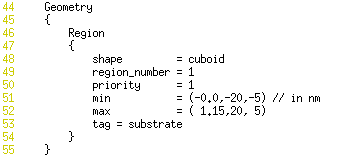 44     Geometry
45     {
46         Region
47         {
48             shape         = cuboid
49             region_number = 1
50             priority      = 1
51             min           = (-0.0,-20,-5) // in nm
52             max           = ( 1.15,20, 5)
53             tag = substrate
54         }
55     }